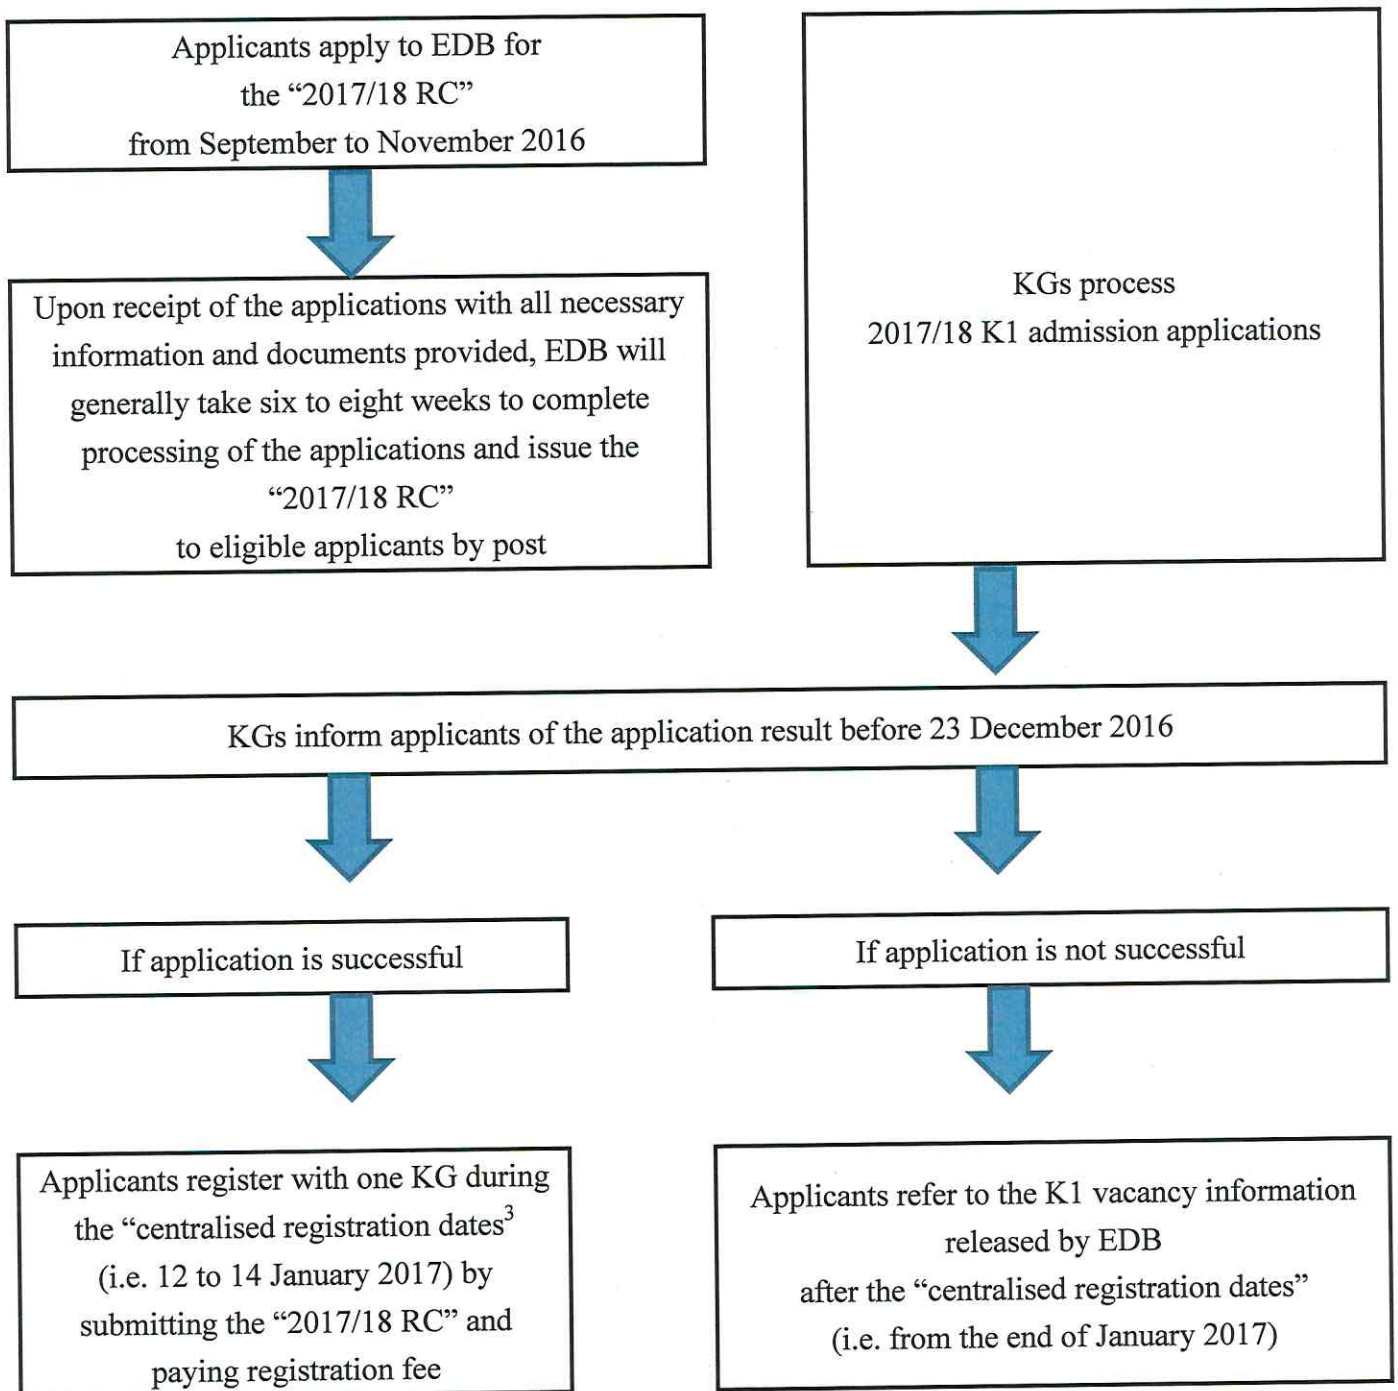 Applicants apply to EDB for
the “2017/18 RC”
from September to November 2016
Upon receipt of the applications with all necessary
information and documents provided, EDB will
generally take six to eight weeks to complete
processing of the applications and issue the
“2017/18 RC”
to eligible applicants by post
KGs process
2017/18 K1 admission applications
KGs inform applicants of the application result before 23 December 2016
If application is successful
If application is not successful
Applicants register with one KG during
the “centralised registration dates³
(i.e. 12 to 14 January 2017) by
submitting the “2017/18 RC” and
paying registration fee
Applicants refer to the K1 vacancy information
released by EDB
after the “centralised registration dates”
(i.e. from the end of January 2017)